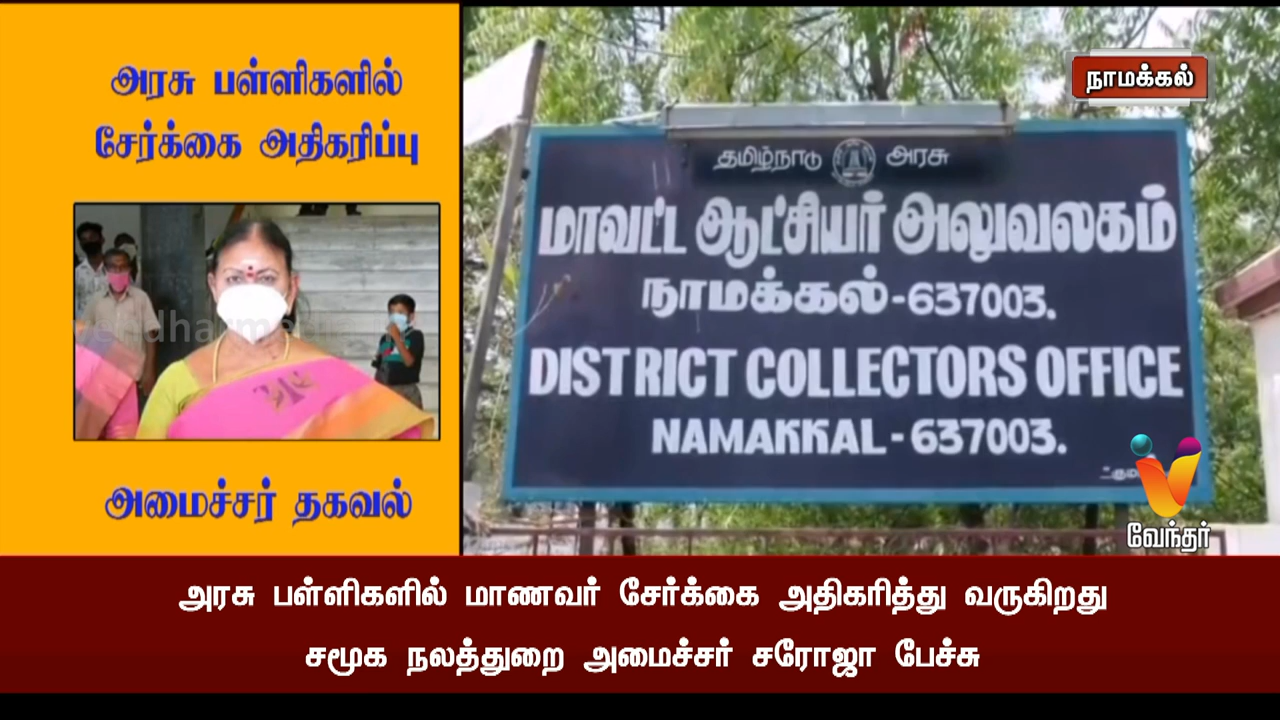 அரசு பள்ளிகளில்
சேர்க்கை அதிகரிப்பு
அமைச்சர் தகவல்
நாமக்கல்
தமிழ்நாடு அரசு
மாவட்ட ஆட்சியர் அலுவலகம்
நாமக்கல் -637003.
DISTRICT COLLECTORS OFFICE
NAMAKKAL - 637003.
வேந்தர்
அரசு பள்ளிகளில் மாணவர் சேர்க்கை அதிகரித்து வருகிறது
சமூக நலத்துறை அமைச்சர் சரோஜா பேச்சு